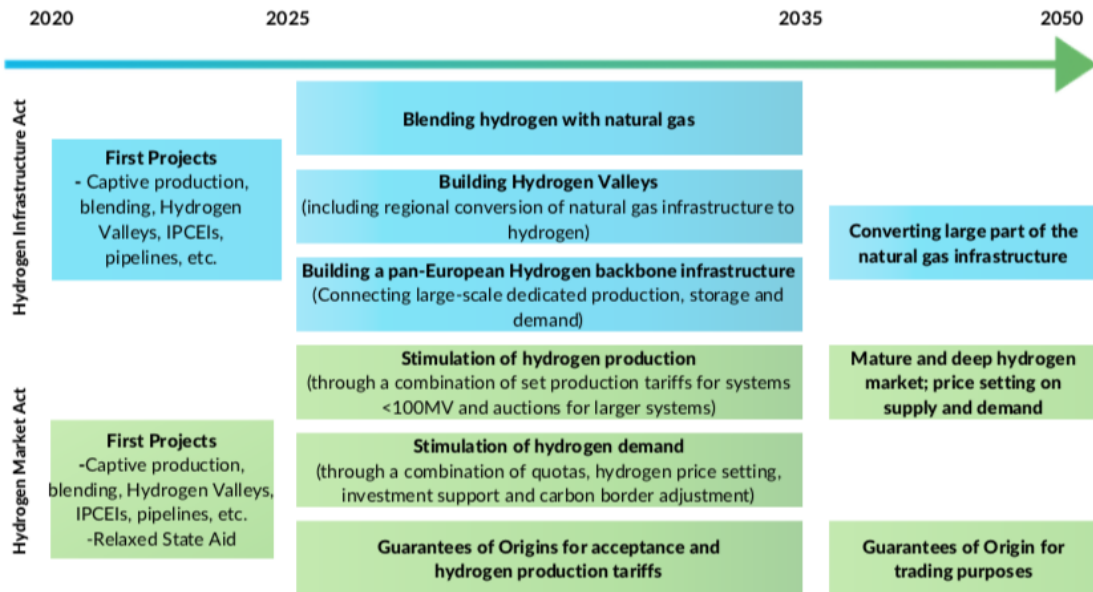 2020
2025
2035
2050
Hydrogen Infrastructure Act
First Projects
- Captive production,
blending, Hydrogen
Valleys, IPCEIs,
pipelines, etc.
Blending hydrogen with natural gas
Building Hydrogen Valleys
(including regional conversion of natural gas infrastructure to
hydrogen)
Building a pan-European Hydrogen backbone infrastructure
(Connecting large-scale dedicated production, storage and
demand)
Converting large part of the
natural gas infrastructure
Hydrogen Market Act
First Projects
-Captive production,
blending, Hydrogen Valleys,
IPCEIs, pipelines, etc.
-Relaxed State Aid
Stimulation of hydrogen production
(through a combination of set production tariffs for systems
<100MV and auctions for larger systems)
Stimulation of hydrogen demand
(through a combination of quotas, hydrogen price setting,
investment support and carbon border adjustment)
Guarantees of Origins for acceptance and
hydrogen production tariffs
Mature and deep hydrogen
market; price setting on
supply and demand
Guarantees of Origin for
trading purposes